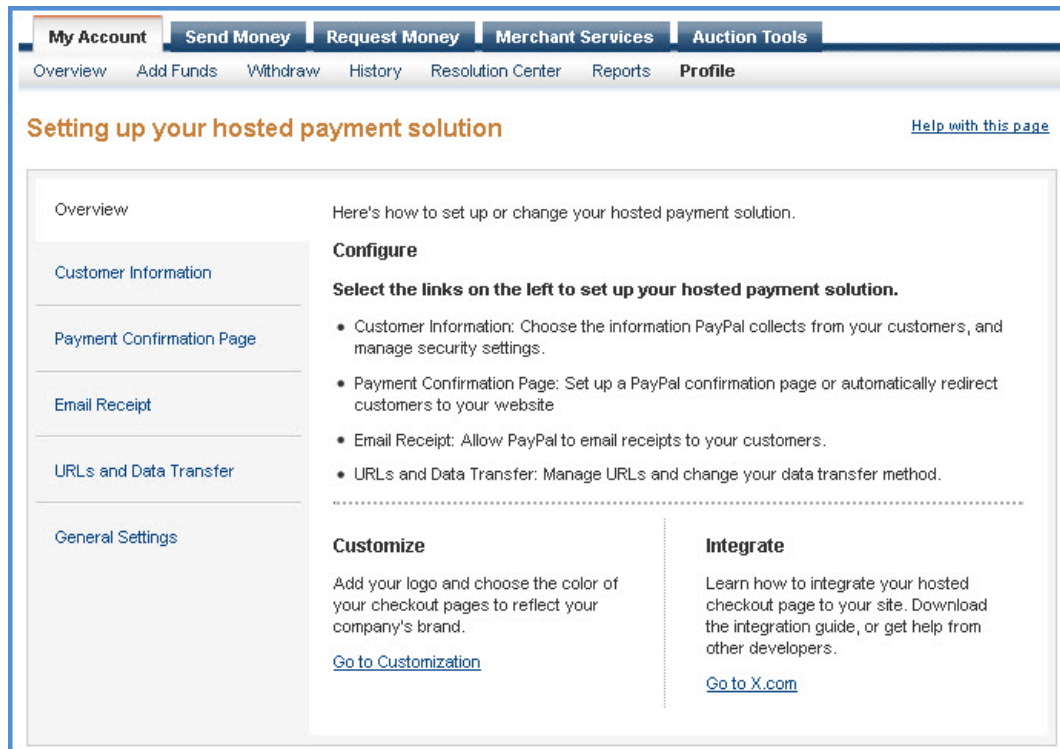 My Account Send Money Request Money Merchant Services Auction Tools
Overview Add Funds Withdraw History Resolution Center Reports Profile
Setting up your hosted payment solution
Help with this page
Overview
Customer Information
Payment Confirmation Page
Email Receipt
URLs and Data Transfer
General Settings
Here's how to set up or change your hosted payment solution.
Configure
Select the links on the left to set up your hosted payment solution.
• Customer Information: Choose the information PayPal collects from your customers, and
manage security settings.
• Payment Confirmation Page: Set up a PayPal confirmation page or automatically redirect
customers to your website
• Email Receipt: Allow PayPal to email receipts to your customers.
• URLs and Data Transfer: Manage URLs and change your data transfer method.
Customize
Add your logo and choose the color of
your checkout pages to reflect your
company's brand.
Go to Customization
Integrate
Learn how to integrate your hosted
checkout page to your site. Download
the integration guide, or get help from
other developers.
Go to X.com